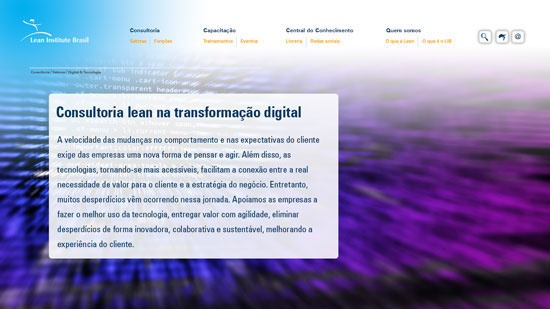 Lean Institute Brasil
Consultoria
Setores | Funções
Capacitação
Treinamentos | Eventos
Central do Conhecimento
Livraria | Redes sociais
Quem somos
O que é Lean | O que é o LIB
Consultoria / Setores / Digital & Tecnologia
Consultoria lean na transformação digital
A velocidade das mudanças no comportamento e nas expectativas do cliente
exige das empresas uma nova forma de pensar e agir. Além disso, as
tecnologias, tornando-se mais acessíveis, facilitam a conexão entre a real
necessidade de valor para o cliente e a estratégia do negócio. Entretanto,
muitos desperdícios vêm ocorrendo nessa jornada. Apoiamos as empresas a
fazer o melhor uso da tecnologia, entregar valor com agilidade, eliminar
desperdícios de forma inovadora, colaborativa e sustentável, melhorando a
experiência do cliente.